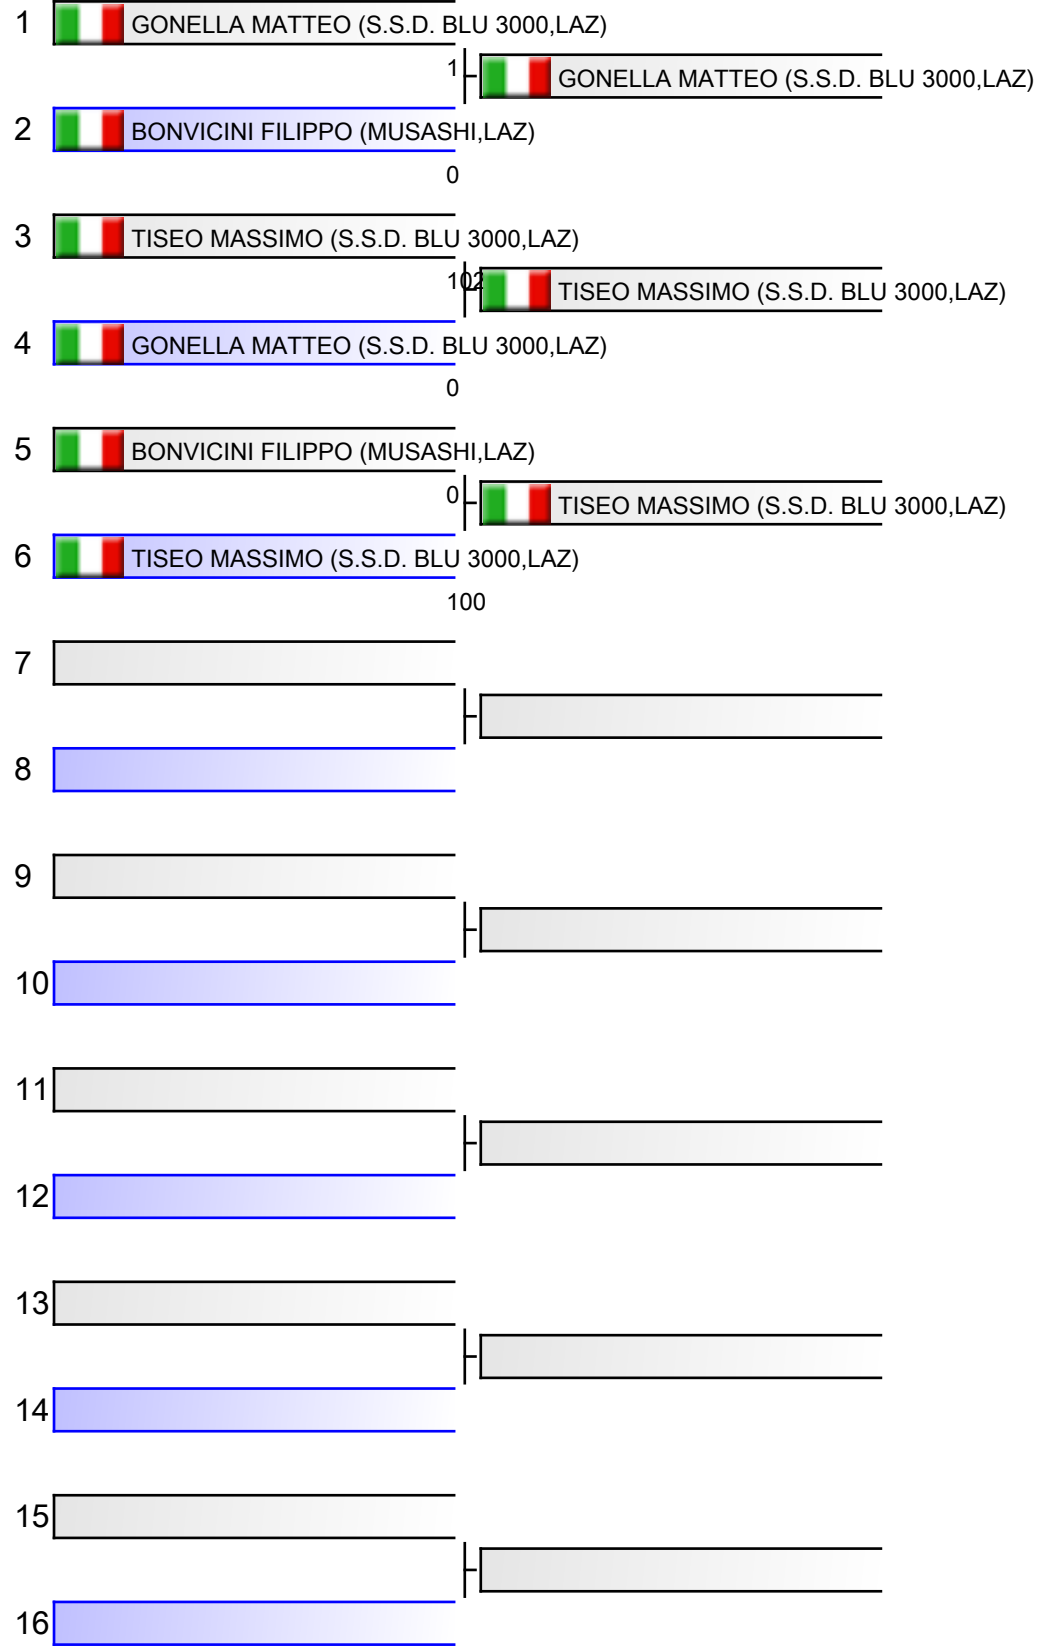 1 GONELLA MATTEO (S.S.D. BLU 3000,LAZ)
1 GONELLA MATTEO (S.S.D. BLU 3000,LAZ)
2 BONVICINI FILIPPO (MUSASHI,LAZ)
0
3 TISEO MASSIMO (S.S.D. BLU 3000,LAZ)
102 TISEO MASSIMO (S.S.D. BLU 3000,LAZ)
4 GONELLA MATTEO (S.S.D. BLU 3000,LAZ)
0
5 BONVICINI FILIPPO (MUSASHI,LAZ)
0 TISEO MASSIMO (S.S.D. BLU 3000,LAZ)
6 TISEO MASSIMO (S.S.D. BLU 3000,LAZ)
100
7
8
9
10
11
12
13
14
15
16